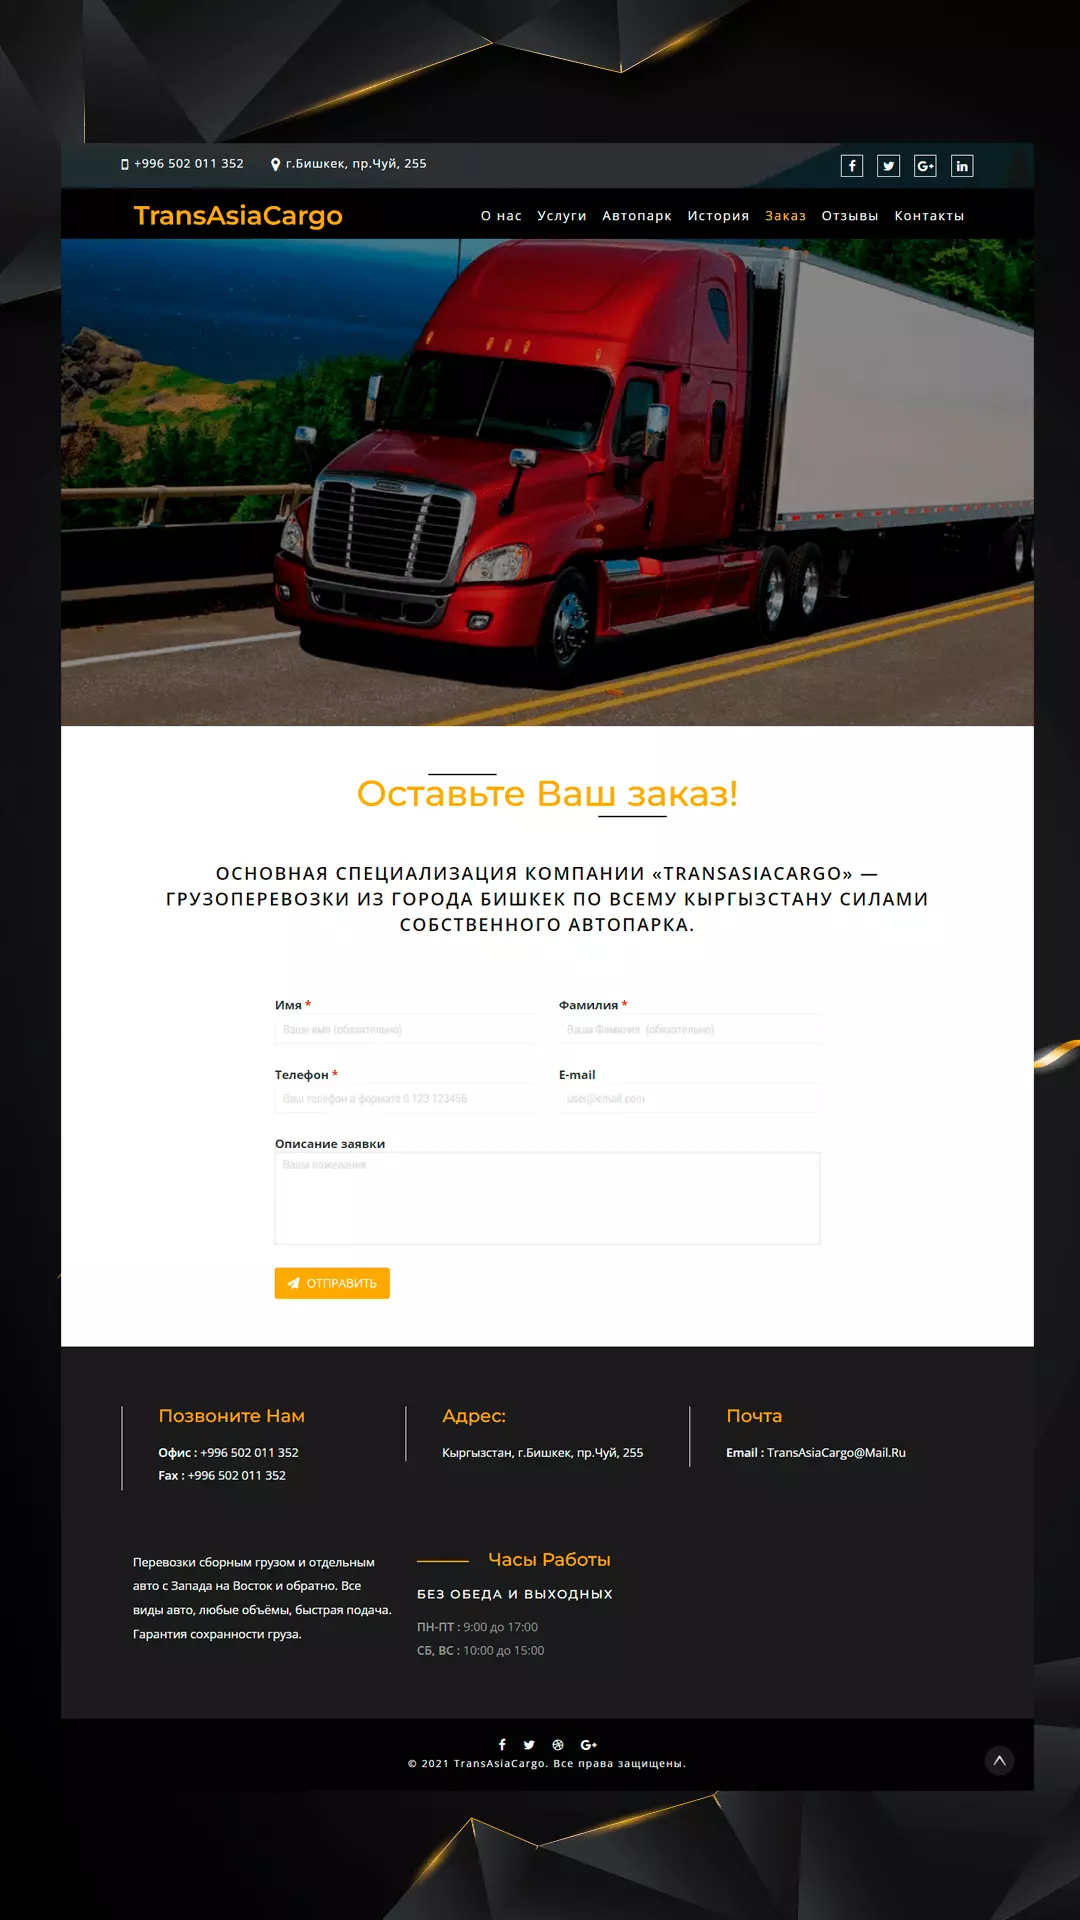 +996 502 011 352 г.Бишкек, пр.Чуй, 255
TransAsiaCargo О нас Услуги Автопарк История Заказ Отзывы Контакты
Оставьте Ваш заказ!
ОСНОВНАЯ СПЕЦИАЛИЗАЦИЯ КОМПАНИИ «TRANSASIACARGO» —
ГРУЗОПЕРЕВОЗКИ ИЗ ГОРОДА БИШКЕК ПО ВСЕМУ КЫРГЫЗСТАНУ СИЛАМИ
СОБСТВЕННОГО АВТОПАРКА.
Имя * Фамилия *
Ваше имя (обязательно) Ваша Фамилия (обязательно)
Телефон * E-mail
Ваш телефон в формате 0 123 123456 user@email.com
Описание заявки
Ваши пожелания
ОТПРАВИТЬ
Позвоните Нам
Офис : +996 502 011 352
Fax : +996 502 011 352
Адрес:
Кыргызстан, г.Бишкек, пр.Чуй, 255
Почта
Email : TransAsiaCargo@Mail.Ru
Перевозки сборным грузом и отдельным
авто с Запада на Восток и обратно. Все
виды авто, любые объёмы, быстрая подача.
Гарантия сохранности груза.
Часы Работы
БЕЗ ОБЕДА И ВЫХОДНЫХ
ПН-ПТ : 9:00 до 17:00
СБ, ВС : 10:00 до 15:00
© 2021 TransAsiaCargo. Все права защищены.